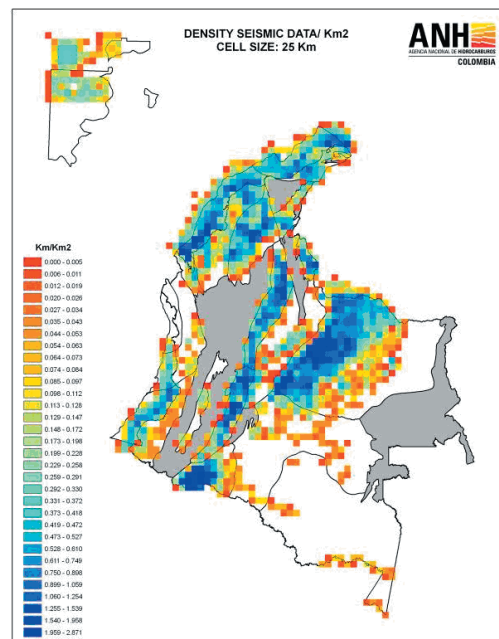 DENSITY SEISMIC DATA/ Km2
CELL SIZE: 25 Km
ANH
AGENCIA NACIONAL DE HIDROCARBUROS
COLOMBIA
Km/Km2
0.000 - 0.005
0.006 - 0.011
0.012 - 0.019
0.020 - 0.026
0.027 - 0.034
0.035 - 0.043
0.044 - 0.053
0.054 - 0.063
0.064 - 0.073
0.074 - 0.084
0.085 - 0.097
0.098 - 0.112
0.113 - 0.128
0.129 - 0.147
0.148 - 0.172
0.173 - 0.198
0.199 - 0.228
0.229 - 0.258
0.259 - 0.291
0.292 - 0.330
0.331 - 0.372
0.373 - 0.418
0.419 - 0.472
0.473 - 0.527
0.528 - 0.610
0.611 - 0.749
0.750 - 0.898
0.899 - 1.059
1.060 - 1.254
1.255 - 1.539
1.540 - 1.958
1.959 - 2.871